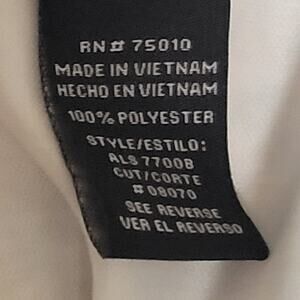 RN# 75010
MADE IN VIETNAM
HECHO EN VIETNAM
100% POLYESTER
STYLE/ESTILO:
ALS 7700B
CUT/CORTE
#08070
SEE REVERSE
VER EL REVERSO